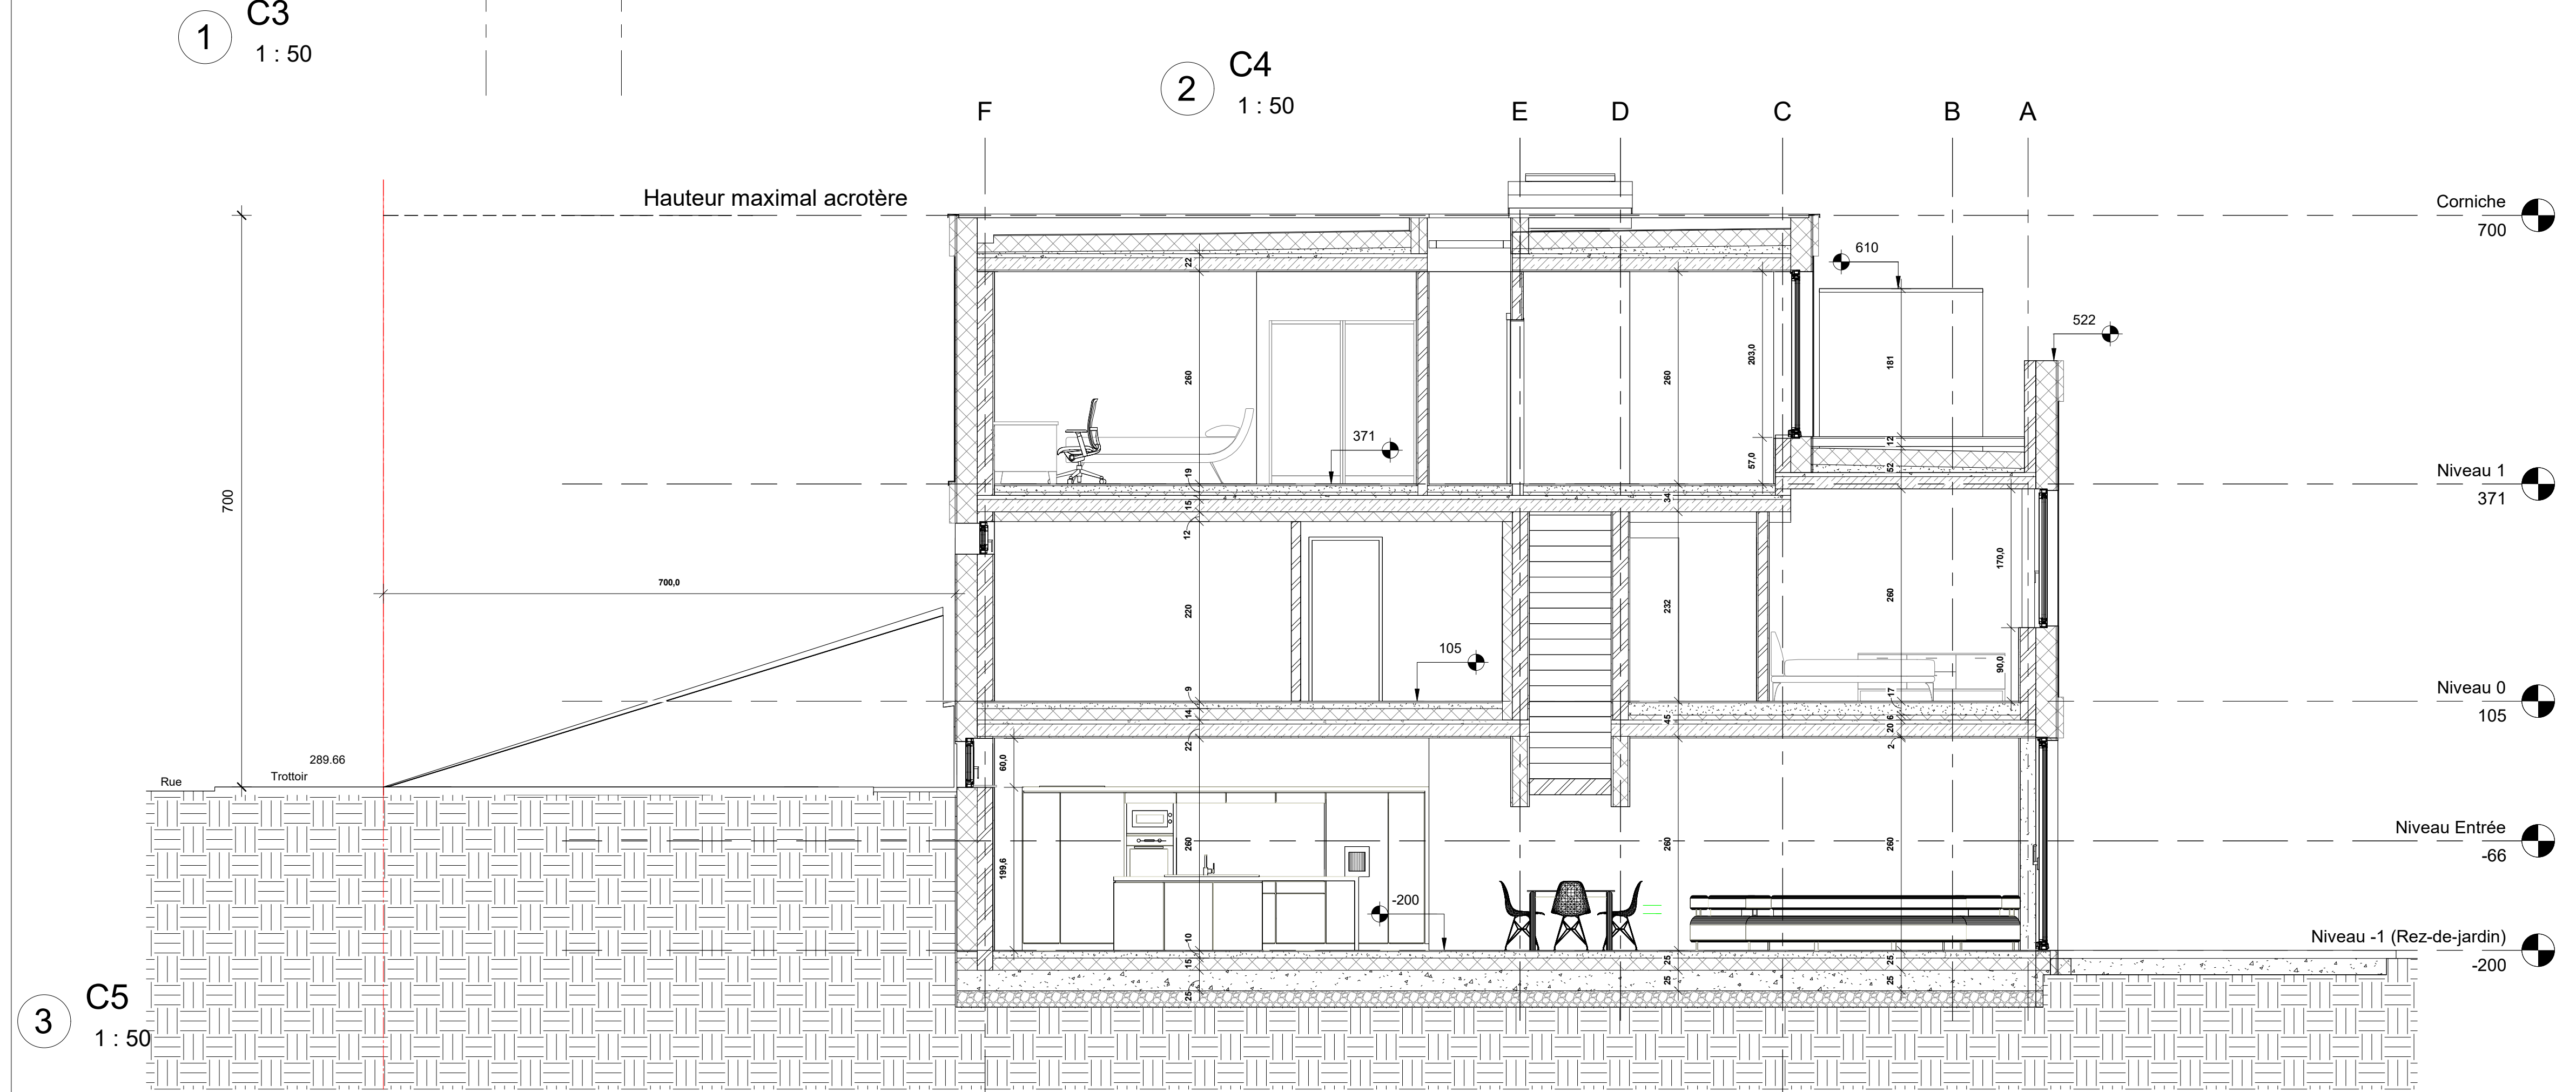 C3
1
1 : 50
C4
2
1 : 50
F
E
D
C
B
A
Hauteur maximal acrotère
Corniche
700
610
522
22
260
260
203,0
181
371
57,0
12
52
19
34
15
12
Niveau 1
371
700
700,0
220
232
260
170,0
90,0
105
9
14
22
45
17
6
20
2
Niveau 0
105
289.66
Rue
Trottoir
60,0
199,6
260
260
260
Niveau Entrée
-66
-200
10
15
25
25
25
25
25
Niveau -1 (Rez-de-jardin)
-200
C5
3
1 : 50